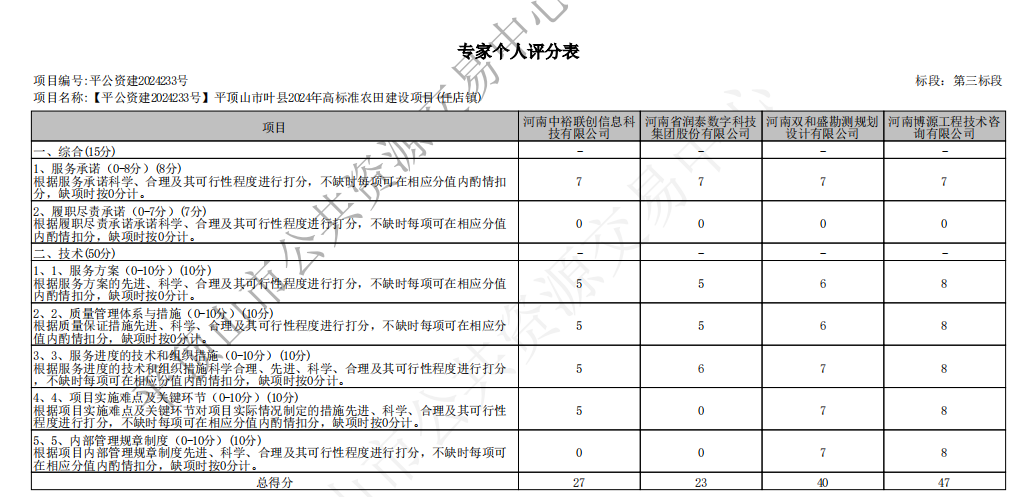 专家个人评分表
项目编号:平公资建2024233号
标段: 第三标段
项目名称:【平公资建2024233号】平顶山市叶县2024年高标准农田建设项目(任店镇)
项目
河南中裕联创信息科
技有限公司
河南省润泰数字科技
集团股份有限公司
河南双和盛勘测规划
设计有限公司
河南博源工程技术咨
询有限公司
一、综合(15分) - - - -
1、服务承诺（0-8分）(8分)
根据服务承诺科学、合理及其可行性程度进行打分，不缺时每项可在相应分值内酌情扣
分，缺项时按0分计。
7 7 7 7
2、履职尽责承诺（0-7分）(7分)
根据履职尽责承诺承诺科学、合理及其可行性程度进行打分，不缺时每项可在相应分值
内酌情扣分，缺项时按0分计。
0 0 0 0
二、技术(50分) - - - -
1、1、服务方案（0-10分）(10分)
根据服务方案的先进、科学、合理及其可行性程度进行打分，不缺时每项可在相应分值
内酌情扣分，缺项时按0分计。
5 5 6 8
2、2、质量管理体系与措施（0-10分）(10分)
根据质量保证措施先进、科学、合理及其可行性程度进行打分，不缺时每项可在相应分
值内酌情扣分，缺项时按0分计。
5 5 6 8
3、3、服务进度的技术和组织措施（0-10分）(10分)
根据服务进度的技术和组织措施科学合理、先进、科学、合理及其可行性程度进行打分
，不缺时每项可在相应分值内酌情扣分，缺项时按0分计。
5 6 7 8
4、4、项目实施难点及关键环节（0-10分）(10分)
根据项目实施难点及关键环节对项目实际情况制定的措施先进、科学、合理及其可行性
程度进行打分，不缺时每项可在相应分值内酌情扣分，缺项时按0分计。
5 0 7 8
5、5、内部管理规章制度（0-10分）(10分)
根据项目内部管理规章制度先进、科学、合理及其可行性程度进行打分，不缺时每项可
在相应分值内酌情扣分，缺项时按0分计。
0 0 7 8
总得分 27 23 40 47
平顶山市公共资源交易中心
山市公共资源交易中心